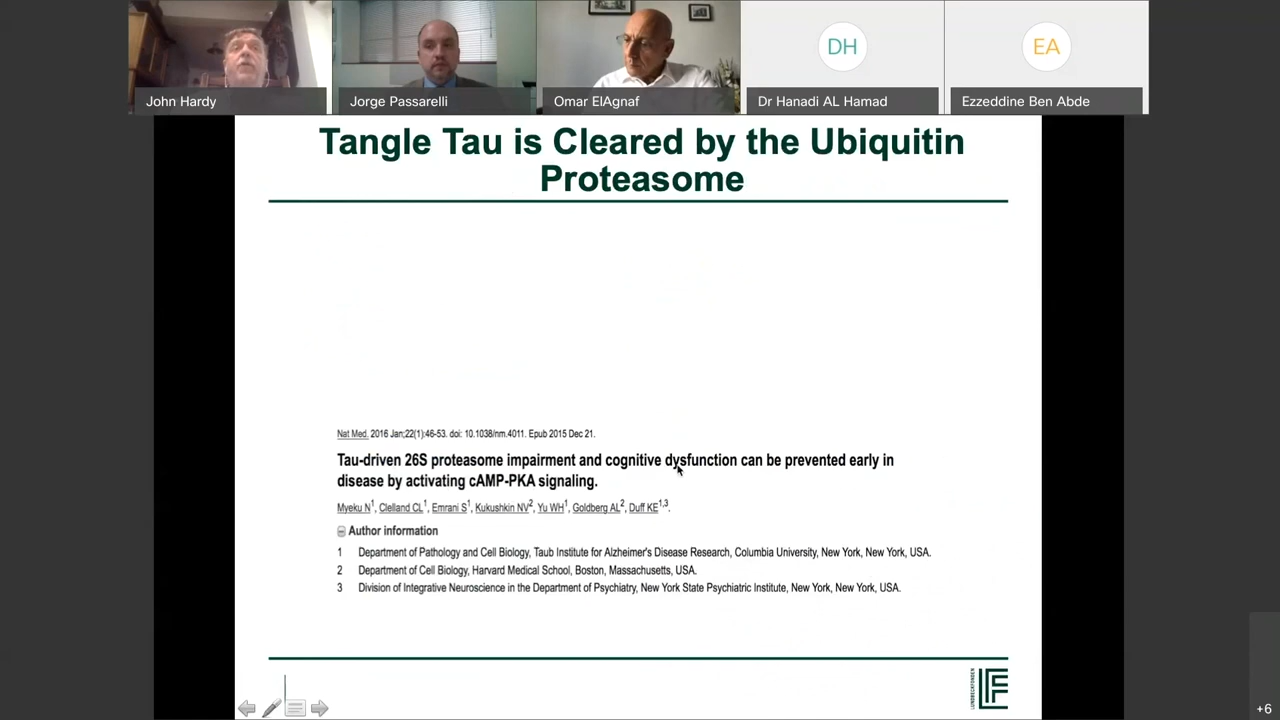 John Hardy
Jorge Passarelli
Omar ElAgnaf
DH
Dr Hanadi AL Hamad
EA
Ezzeddine Ben Abde
Tangle Tau is Cleared by the Ubiquitin
Proteasome
Nat Med. 2016 Jan;22(1):46-53. doi: 10.1038/nm.4011. Epub 2015 Dec 21.
Tau-driven 26S proteasome impairment and cognitive dysfunction can be prevented early in
disease by activating cAMP-PKA signaling.
Myeku N1, Clelland CL1, Emrani S1, Kukushkin NV2, Yu WH1, Goldberg AL2, Duff KE1,3.
Author information
1 Department of Pathology and Cell Biology, Taub Institute for Alzheimer's Disease Research, Columbia University, New York, New York, USA.
2 Department of Cell Biology, Harvard Medical School, Boston, Massachusetts, USA.
3 Division of Integrative Neuroscience in the Department of Psychiatry, New York State Psychiatric Institute, New York, New York, USA.
LUNDBECKFONDEN
+6